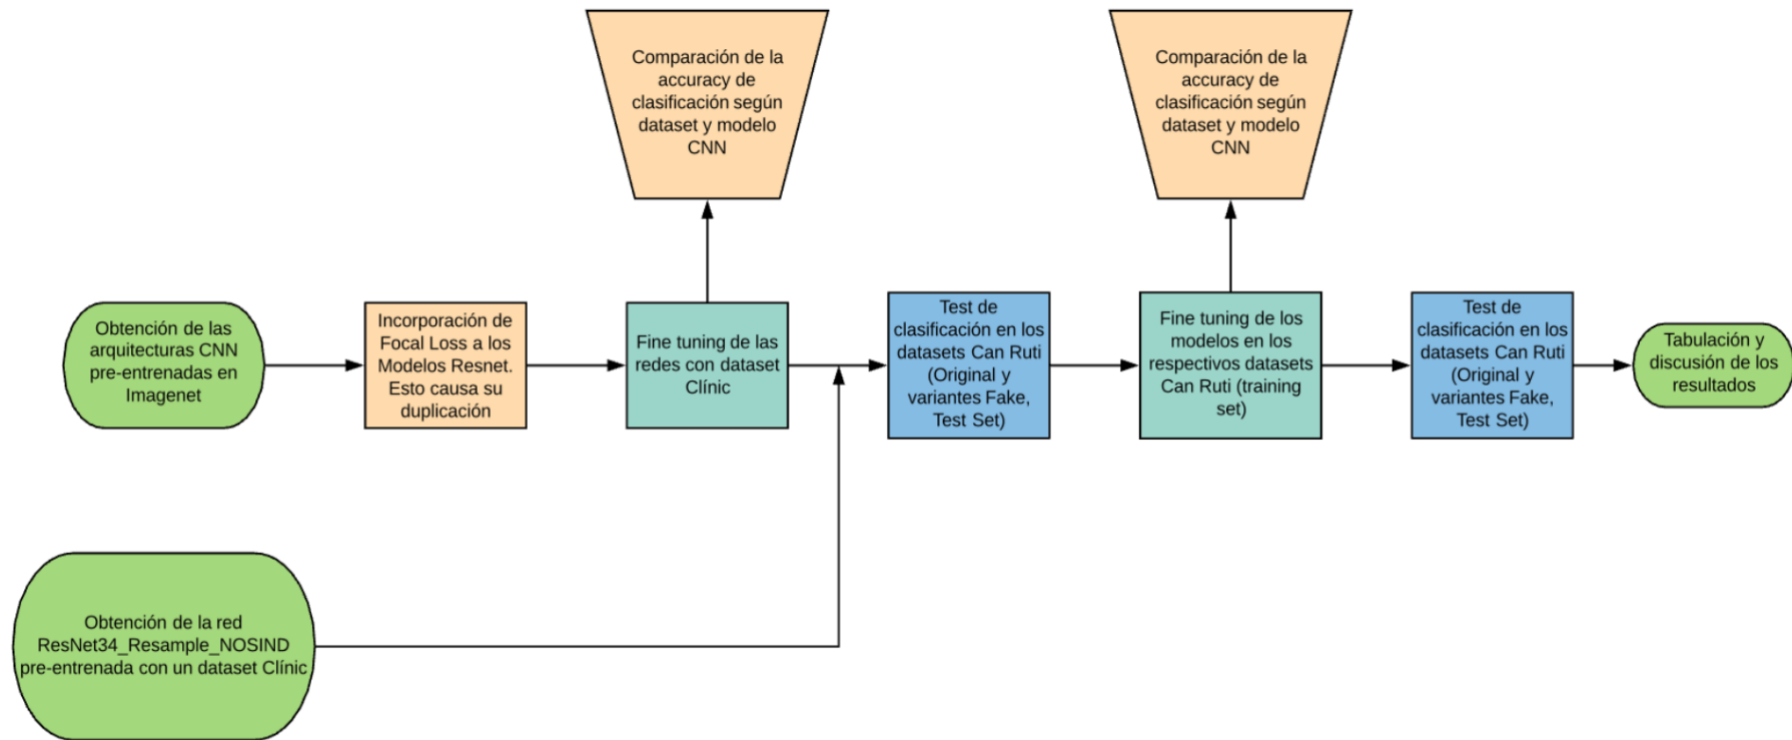 Comparación de la
accuracy de
clasificación según
dataset y modelo
CNN
Comparación de la
accuracy de
clasificación según
dataset y modelo
CNN
Obtención de las
arquitecturas CNN
pre-entrenadas en
Imagenet
Incorporación de
Focal Loss a los
Modelos Resnet.
Esto causa su
duplicación
Fine tuning de las
redes con dataset
Clínic
Test de
clasificación en los
datasets Can Ruti
(Original y
variantes Fake,
Test Set)
Fine tuning de los
modelos en los
respectivos datasets
Can Ruti (training
set)
Test de
clasificación en los
datasets Can Ruti
(Original y
variantes Fake,
Test Set)
Tabulación y
discusión de los
resultados
Obtención de la red
ResNet34_Resample_NOSIND
pre-entrenada con un dataset Clínic